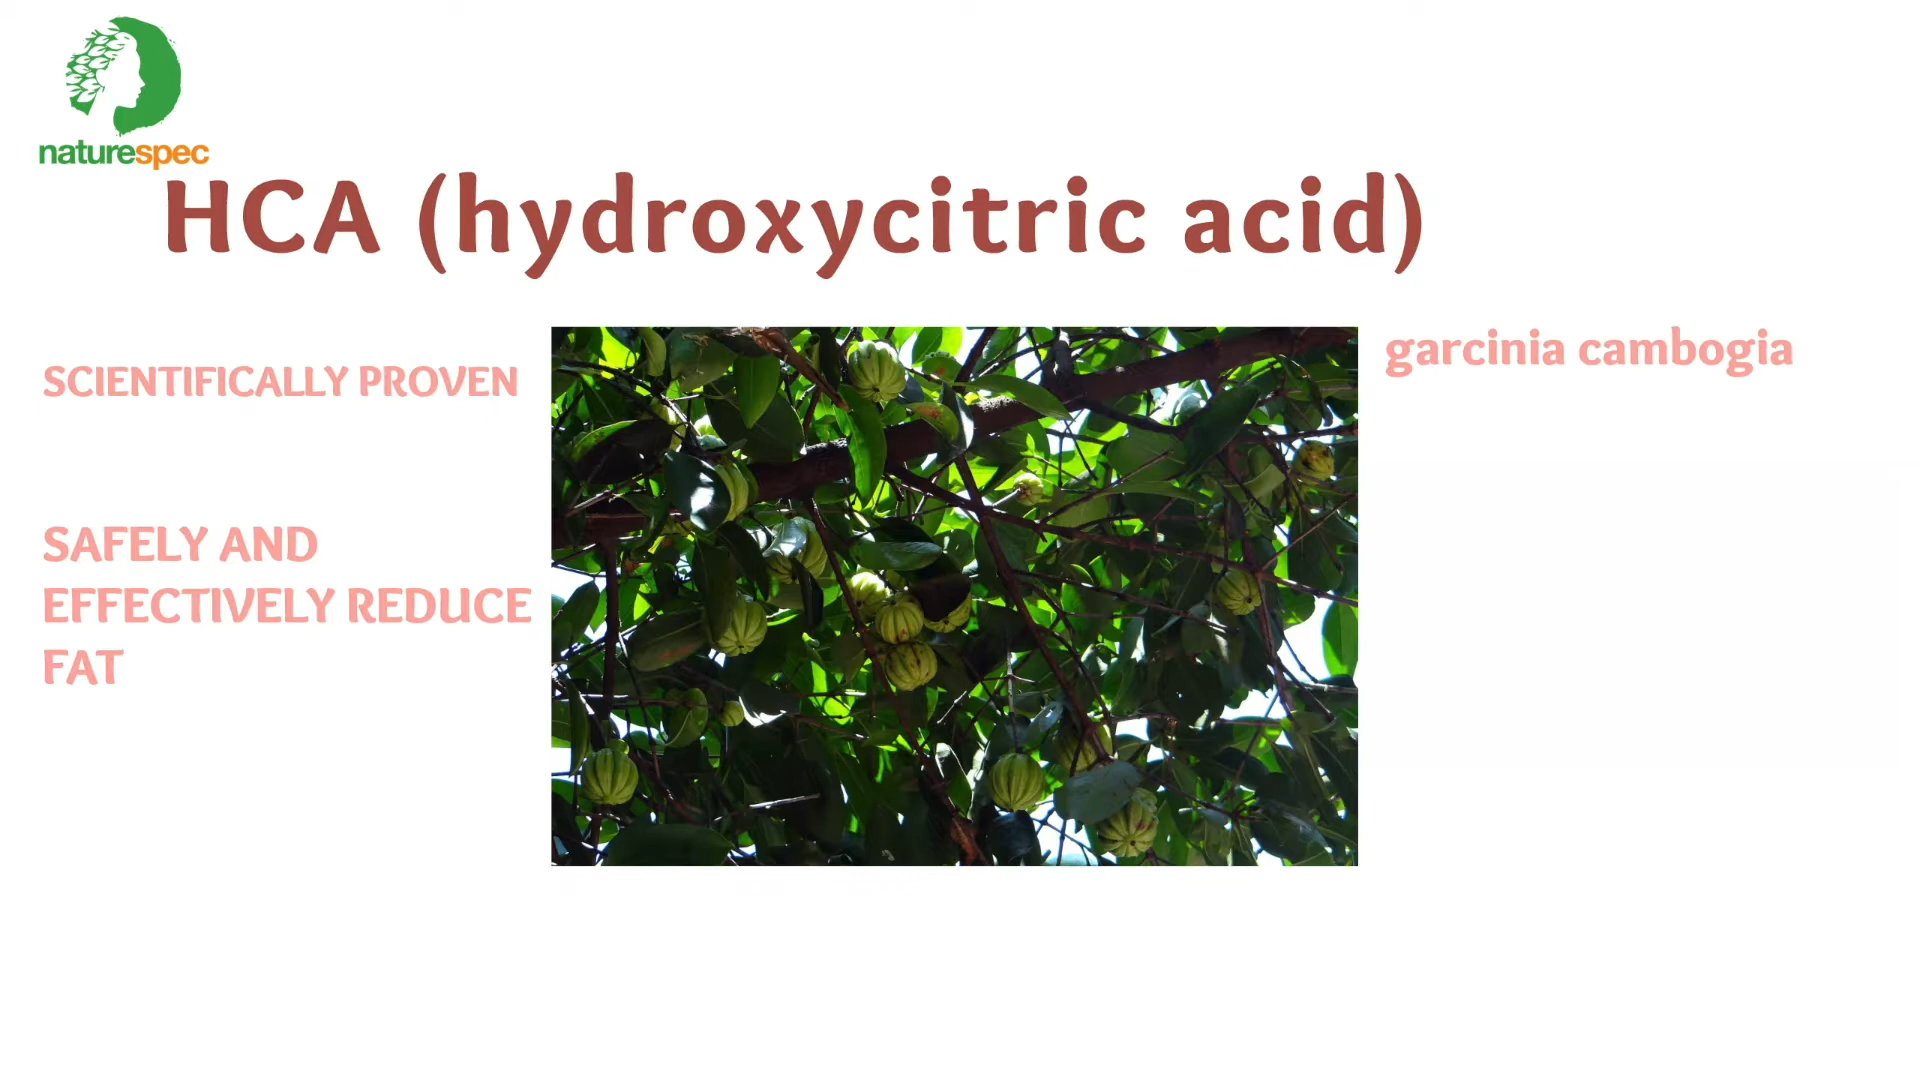 naturespec
HCA (hydroxycitric acid)
SCIENTIFICALLY PROVEN
SAFELY AND
EFFECTIVELY REDUCE
FAT
garcinia cambogia